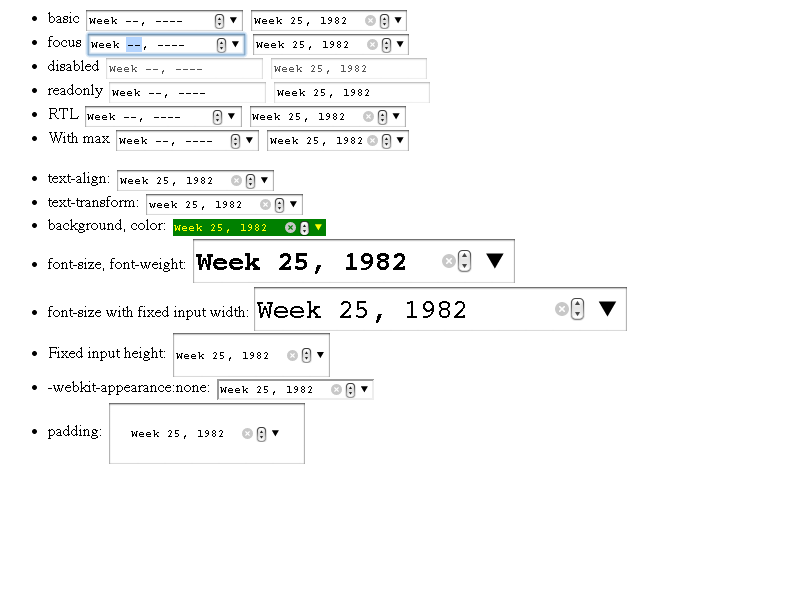 basic Week --, ---- Week 25, 1982
focus Week --, ---- Week 25, 1982
disabled Week --, ---- Week 25, 1982
readonly Week --, ---- Week 25, 1982
RTL Week --, ---- Week 25, 1982
With max Week --, ---- Week 25, 1982
text-align: Week 25, 1982
text-transform: week 25, 1982
background, color: Week 25, 1982
font-size, font-weight: Week 25, 1982
font-size with fixed input width: Week 25, 1982
Fixed input height: Week 25, 1982
-webkit-appearance:none: Week 25, 1982
padding: Week 25, 1982